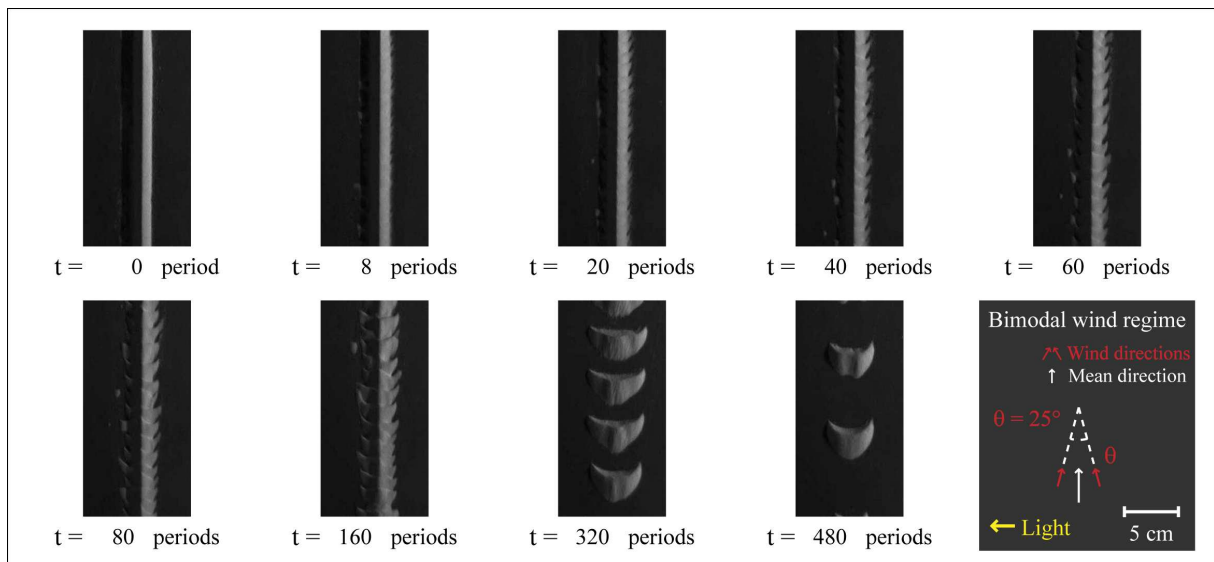 t = 0 period
t = 8 periods
t = 20 periods
t = 40 periods
t = 60 periods
t = 80 periods
t = 160 periods
t = 320 periods
t = 480 periods
Bimodal wind regime
Wind directions
Mean direction
θ = 25°
θ
Light
5 cm